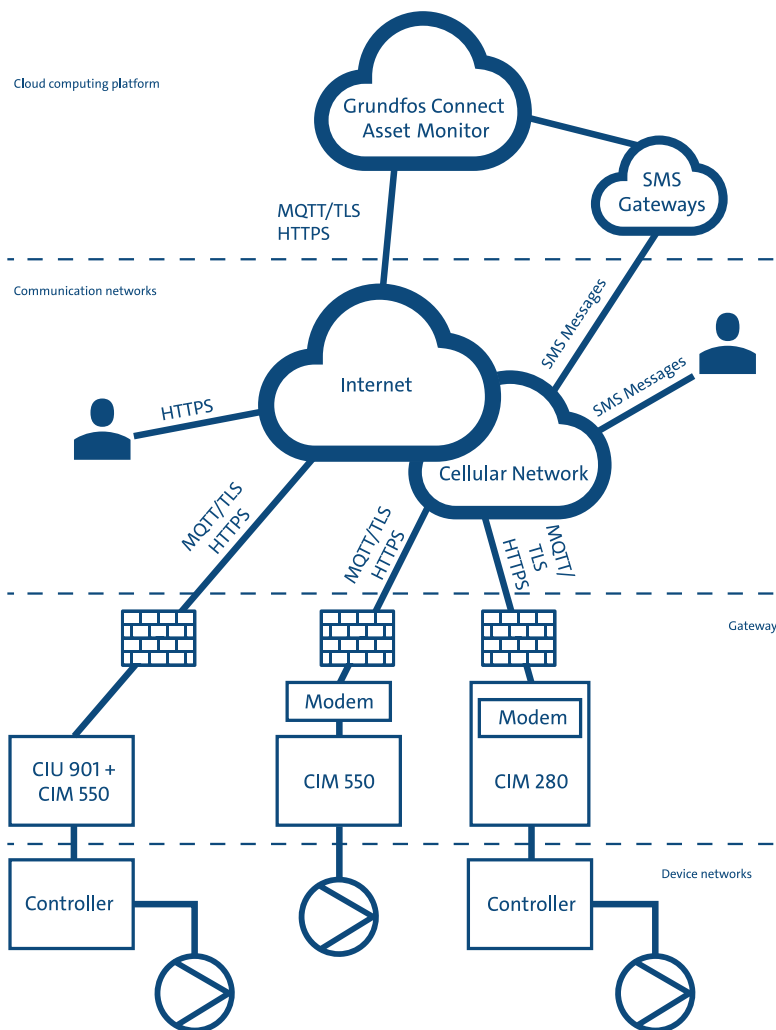 Cloud computing platform
Grundfos Connect
Asset Monitor
SMS
Gateways
MQTT/TLS
HTTPS
Communication networks
SMS Messages
SMS Messages
Internet
HTTPS
Cellular Network
MQTT/TLS
HTTPS
MQTT/TLS
HTTPS
MQTT/
TLS
HTTPS
Gateway
Modem
Modem
CIU 901 +
CIM 550
CIM 550
CIM 280
Device networks
Controller
Controller